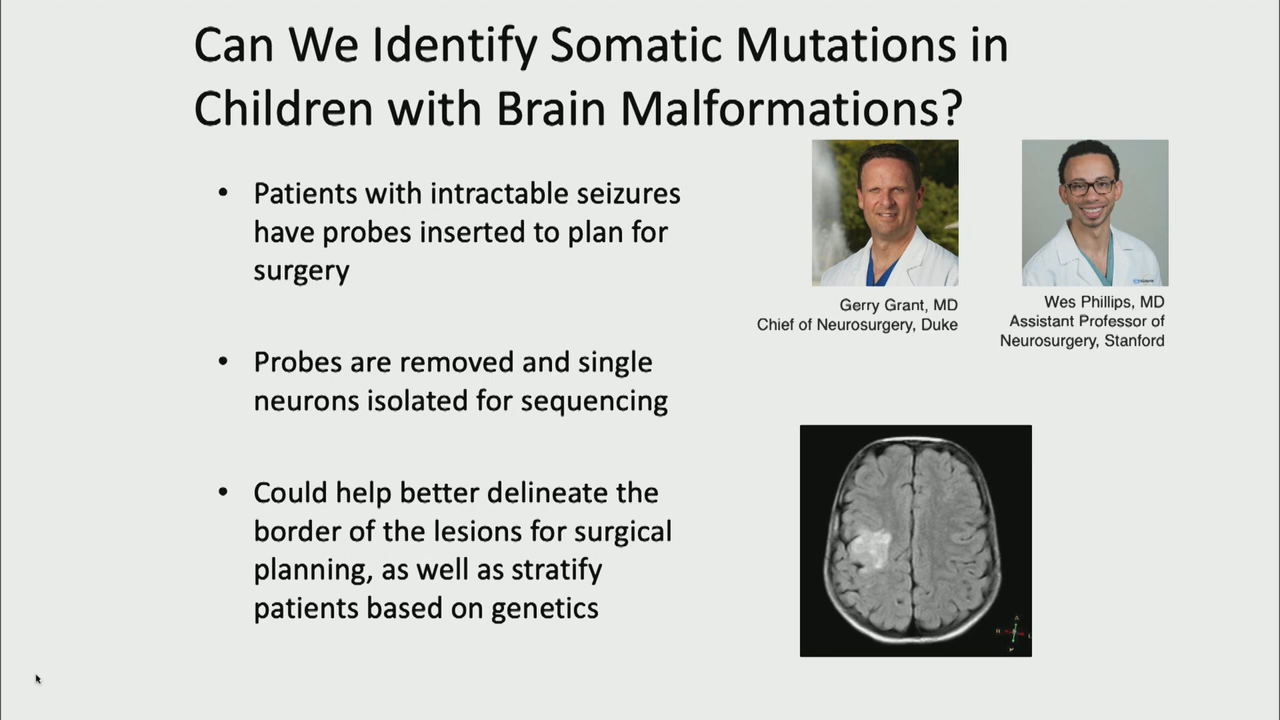 Can We Identify Somatic Mutations in
Children with Brain Malformations?
• Patients with intractable seizures
have probes inserted to plan for
surgery
• Probes are removed and single
neurons isolated for sequencing
• Could help better delineate the
border of the lesions for surgical
planning, as well as stratify
patients based on genetics
Gerry Grant, MD
Chief of Neurosurgery, Duke
Wes Phillips, MD
Assistant Professor of
Neurosurgery, Stanford